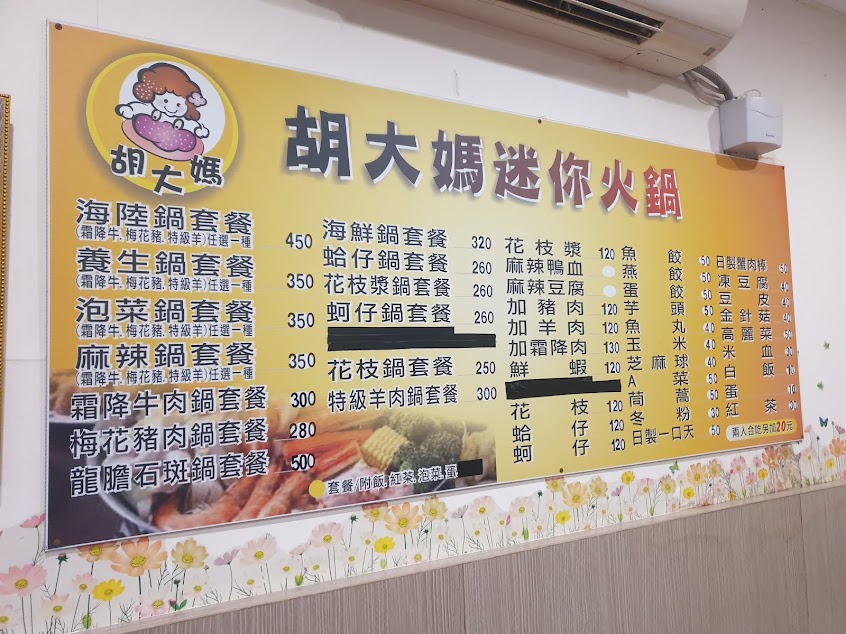 胡大媽
胡大媽迷你火鍋
海陸鍋套餐 450
(霜降牛, 梅花豬, 特級羊)任選一種
養生鍋套餐 350
(霜降牛, 梅花豬, 特級羊)任選一種
泡菜鍋套餐 350
(霜降牛, 梅花豬, 特級羊)任選一種
麻辣鍋套餐 350
(霜降牛, 梅花豬, 特級羊)任選一種
霜降牛肉鍋套餐 300
梅花豬肉鍋套餐 280
龍膽石斑鍋套餐 500
海鮮鍋套餐 320
蛤仔鍋套餐 260
花枝漿鍋套餐 260
蚵仔鍋套餐 260
花枝鍋套餐 250
特級羊肉鍋套餐 300
套餐/附飯, 紅茶, 泡菜, 蛋
花枝漿 120
麻辣鴨血
麻辣豆腐
加豬肉 120
加羊肉 120
加霜降肉 130
鮮蝦 120
花枝 120
蛤仔 120
蚵仔 120
魚餃 50
燕餃 50
蛋餃 50
芋頭 50
魚丸 40
玉米 40
芝麻球 40
A菜 50
茼蒿 50
冬粉 30
日製一口天 50
日製蟹肉棒 50
凍豆腐
豆皮
金針菇
高麗菜 50
米血
白飯 10
蛋
紅茶
兩人合吃另加20元